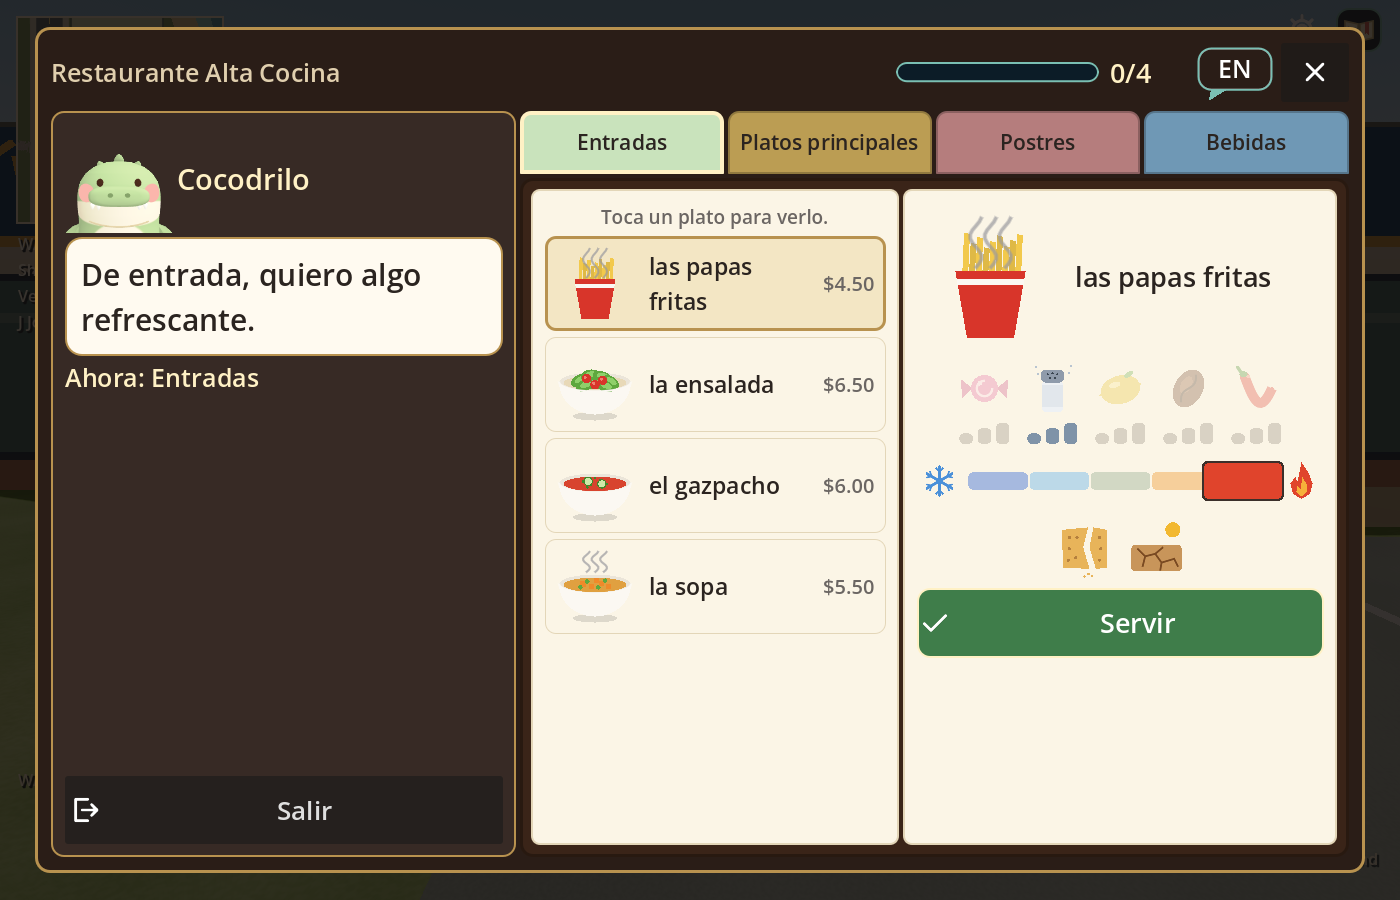 Restaurante Alta Cocina
0/4
EN
Cocodrilo
De entrada, quiero algo
refrescante.
Ahora: Entradas
Salir
Entradas
Platos principales
Postres
Bebidas
Toca un plato para verlo.
las papas
fritas
$4.50
la ensalada
$6.50
el gazpacho
$6.00
la sopa
$5.50
las papas fritas
Servir